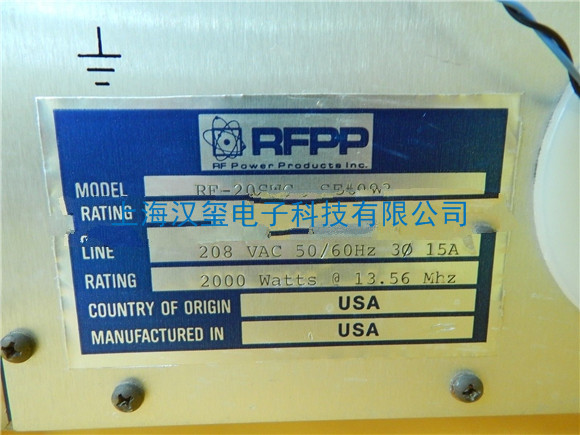 RFPP
RF Power Products Inc.
MODEL
RATING
上海汉玺电子科技有限公司
LINE 208 VAC 50/60Hz 3Ø 15A
RATING 2000 Watts @ 13.56 Mhz
COUNTRY OF ORIGIN USA
MANUFACTURED IN USA